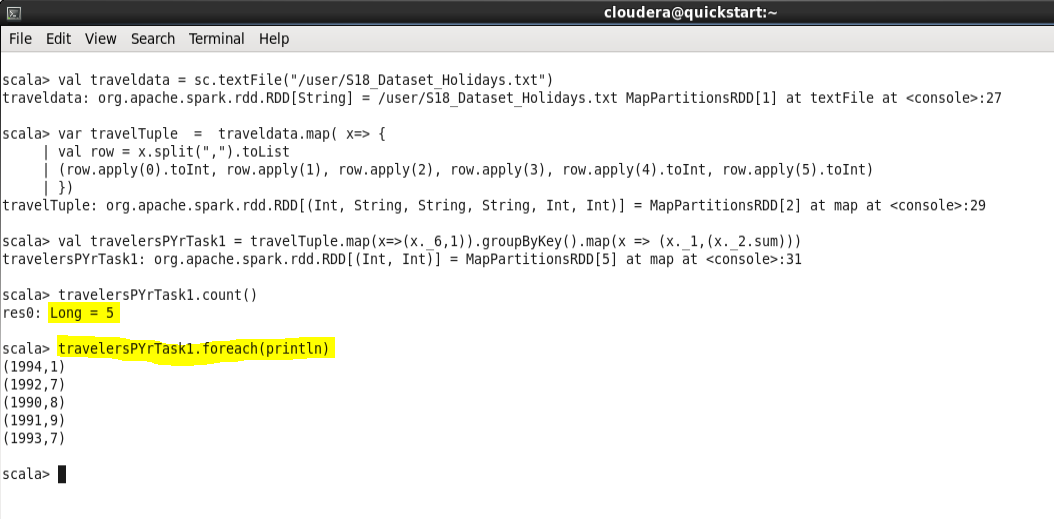 cloudera@quickstart:~
File Edit View Search Terminal Help
scala> val traveldata = sc.textFile("/user/S18_Dataset_Holidays.txt")
traveldata: org.apache.spark.rdd.RDD[String] = /user/S18_Dataset_Holidays.txt MapPartitionsRDD[1] at textFile at <console>:27
scala> var travelTuple  =  traveldata.map( x=> {
     | val row = x.split(",").toList
     | (row.apply(0).toInt, row.apply(1), row.apply(2), row.apply(3), row.apply(4).toInt, row.apply(5).toInt)
     | })
travelTuple: org.apache.spark.rdd.RDD[(Int, String, String, String, Int, Int)] = MapPartitionsRDD[2] at map at <console>:29
scala> val travelersPYrTask1 = travelTuple.map(x=>(x._6,1)).groupByKey().map(x => (x._1,(x._2.sum)))
travelersPYrTask1: org.apache.spark.rdd.RDD[(Int, Int)] = MapPartitionsRDD[5] at map at <console>:31
scala> travelersPYrTask1.count()
res0: Long = 5
scala> travelersPYrTask1.foreach(println)
(1994,1)
(1992,7)
(1990,8)
(1991,9)
(1993,7)
scala>